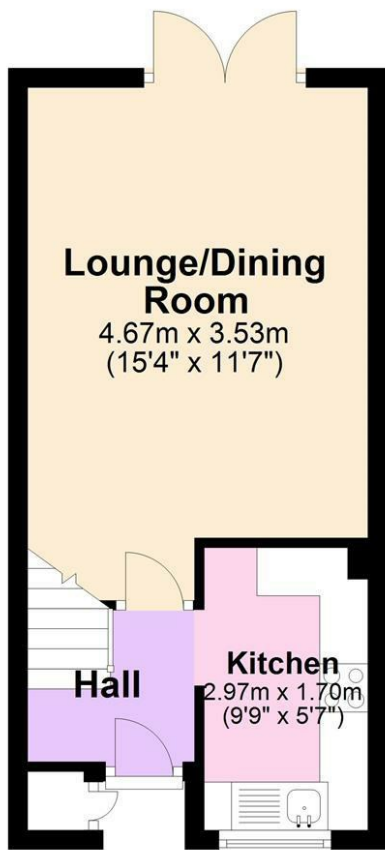 Lounge/Dining
Room
4.67m x 3.53m
(15'4" x 11'7")
Hall
Kitchen
2.97m x 1.70m
(9'9" x 5'7")